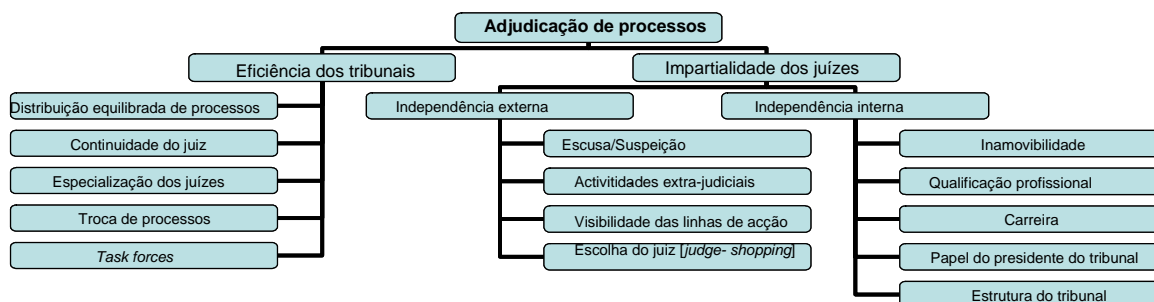 Adjudicação de processos
Eficiência dos tribunais
Impartialidade dos juízes
Distribuição equilibrada de processos
Independência externa
Independência interna
Continuidade do juiz
Escusa/Suspeição
Inamovibilidade
Especialização dos juízes
Activitidades extra-judiciais
Qualificação profissional
Troca de processos
Visibilidade das linhas de acção
Carreira
Task forces
Escolha do juiz [judge- shopping]
Papel do presidente do tribunal
Estrutura do tribunal